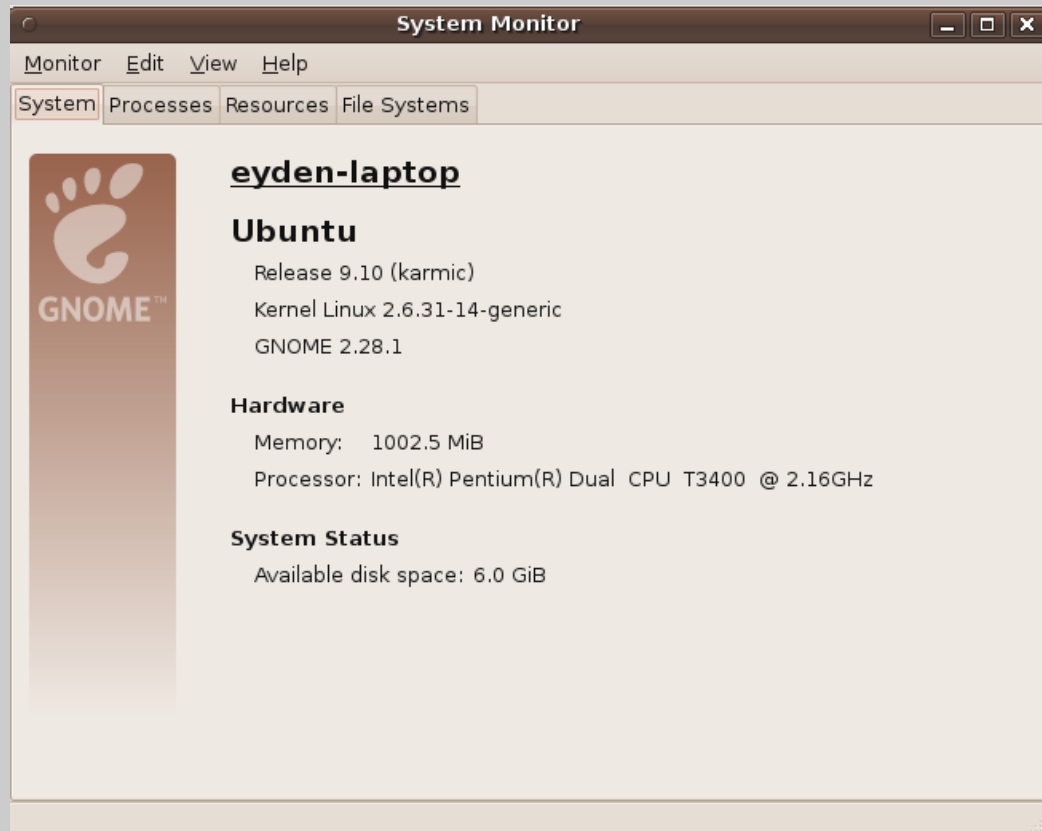 System Monitor
Monitor Edit View Help
System Processes Resources File Systems
GNOME™
eyden-laptop
Ubuntu
Release 9.10 (karmic)
Kernel Linux 2.6.31-14-generic
GNOME 2.28.1
Hardware
Memory: 1002.5 MiB
Processor: Intel(R) Pentium(R) Dual CPU T3400 @ 2.16GHz
System Status
Available disk space: 6.0 GiB